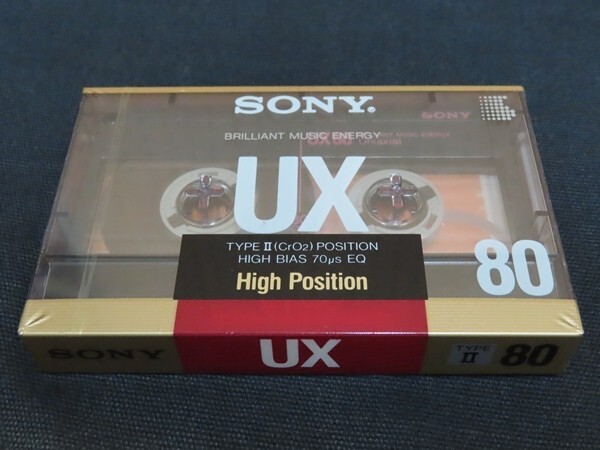 SONY.
SONY
BRILLIANT MUSIC ENERGY
UX
TYPE II (CrO2) POSITION
HIGH BIAS 70µs EQ
High Position
80
SONY
UX
TYPE
II
80